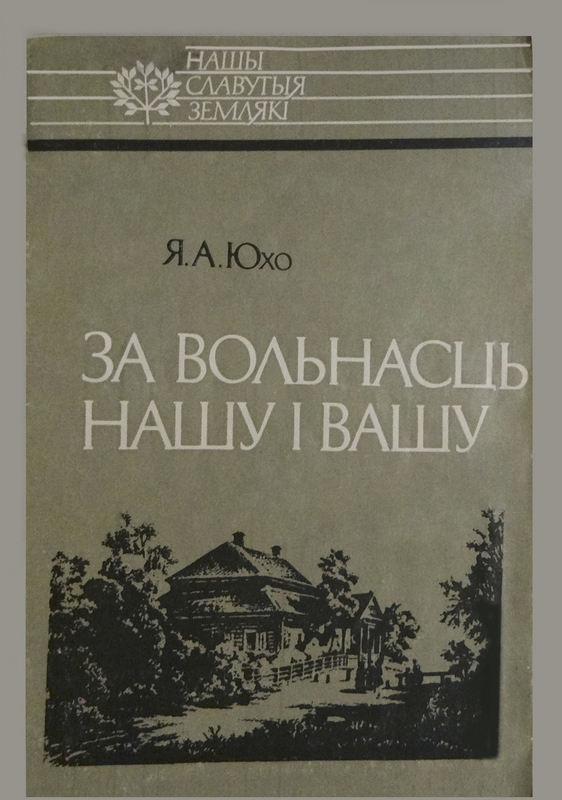 НАШЫ
СЛАВУТЫЯ
ЗЕМЛЯКІ
Я. А. Юхо
ЗА ВОЛЬНАСЦЬ
НАШУ І ВАШУ